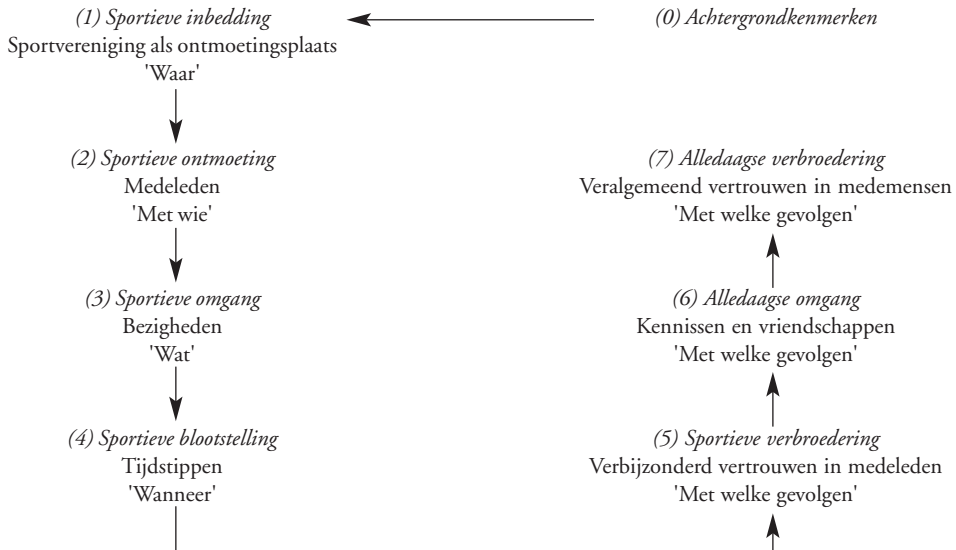 (1) Sportieve inbedding
Sportvereniging als ontmoetingsplaats
'Waar'
(0) Achtergrondkenmerken
(2) Sportieve ontmoeting
Medeleden
'Met wie'
(7) Alledaagse verbroedering
Veralgemeend vertrouwen in medemensen
'Met welke gevolgen'
(3) Sportieve omgang
Bezigheden
'Wat'
(6) Alledaagse omgang
Kennissen en vriendschappen
'Met welke gevolgen'
(4) Sportieve blootstelling
Tijdstippen
'Wanneer'
(5) Sportieve verbroedering
Verbijzonderd vertrouwen in medeleden
'Met welke gevolgen'